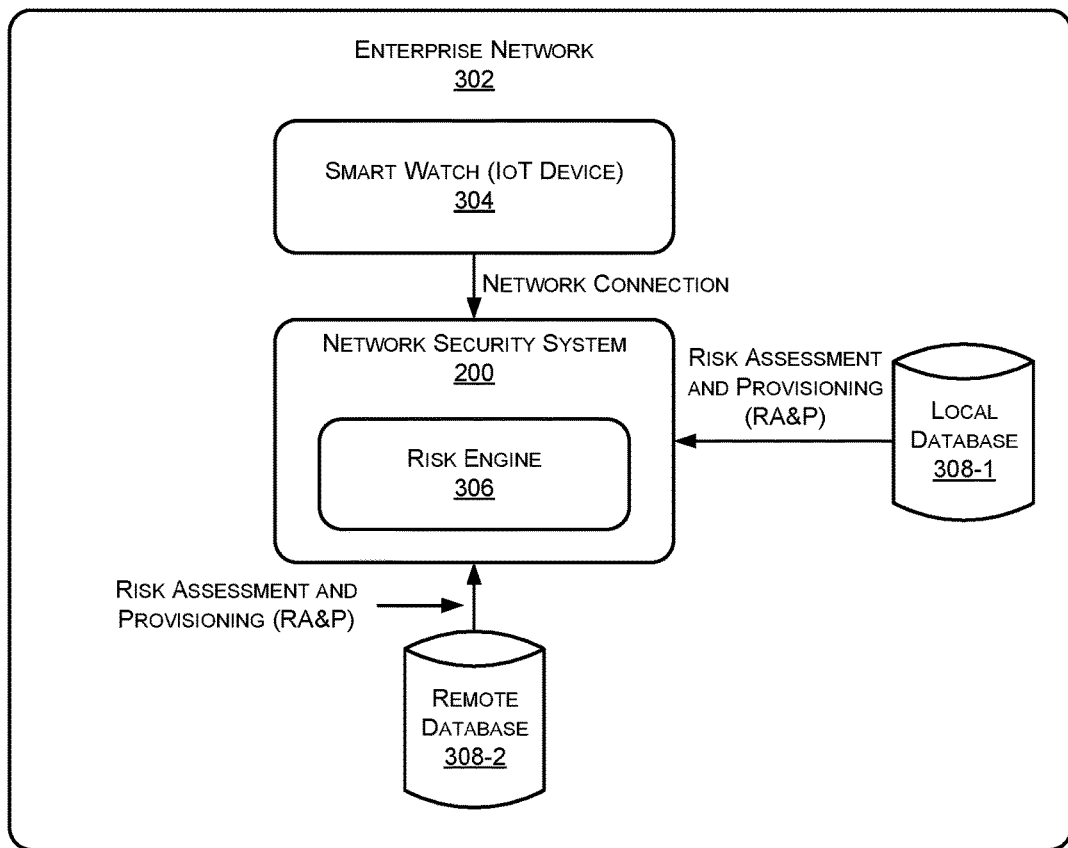 ENTERPRISE NETWORK
302
SMART WATCH (IOT DEVICE)
304
NETWORK CONNECTION
NETWORK SECURITY SYSTEM
200
RISK ENGINE
306
RISK ASSESSMENT
AND PROVISIONING
(RA&P)
LOCAL
DATABASE
308-1
RISK ASSESSMENT AND
PROVISIONING (RA&P)
REMOTE
DATABASE
308-2